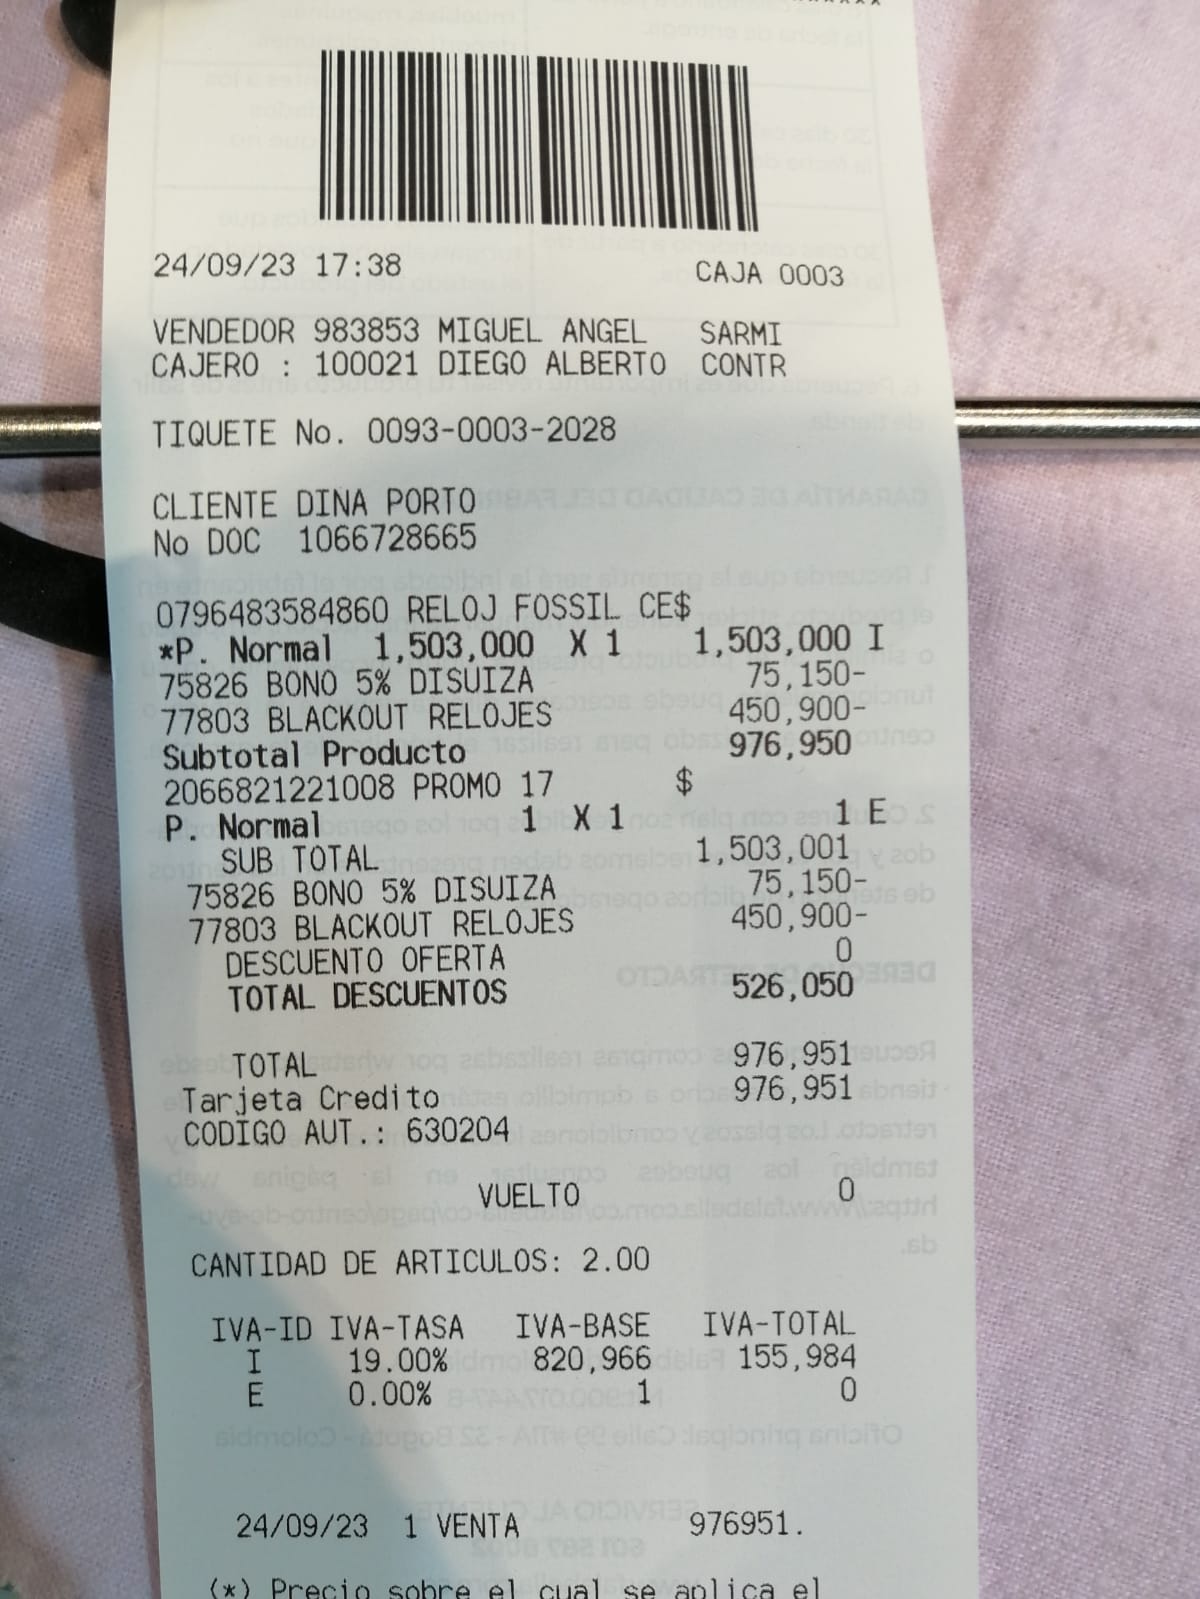 24/09/23 17:38 CAJA 0003
VENDEDOR 983853 MIGUEL ANGEL SARMI
CAJERO : 100021 DIEGO ALBERTO CONTR
TIQUETE No. 0093-0003-2028
CLIENTE DINA PORTO
No DOC 1066728665
0796483584860 RELOJ FOSSIL CE$
*P. Normal 1,503,000 X 1 1,503,000 I
75826 BONO 5% DISUIZA 75,150-
77803 BLACKOUT RELOJES 450,900-
Subtotal Producto 976,950
2066821221008 PROMO 17 $
P. Normal 1 X 1 1 E
SUB TOTAL 1,503,001
75826 BONO 5% DISUIZA 75,150-
77803 BLACKOUT RELOJES 450,900-
DESCUENTO OFERTA 0
TOTAL DESCUENTOS 526,050
TOTAL 976,951
Tarjeta Credito 976,951
CODIGO AUT.: 630204
VUELTO 0
CANTIDAD DE ARTICULOS: 2.00
IVA-ID IVA-TASA IVA-BASE IVA-TOTAL
I 19.00% 820,966 155,984
E 0.00% 1 0
24/09/23 1 VENTA 976951.
(*) Precio sobre el cual se aplica el